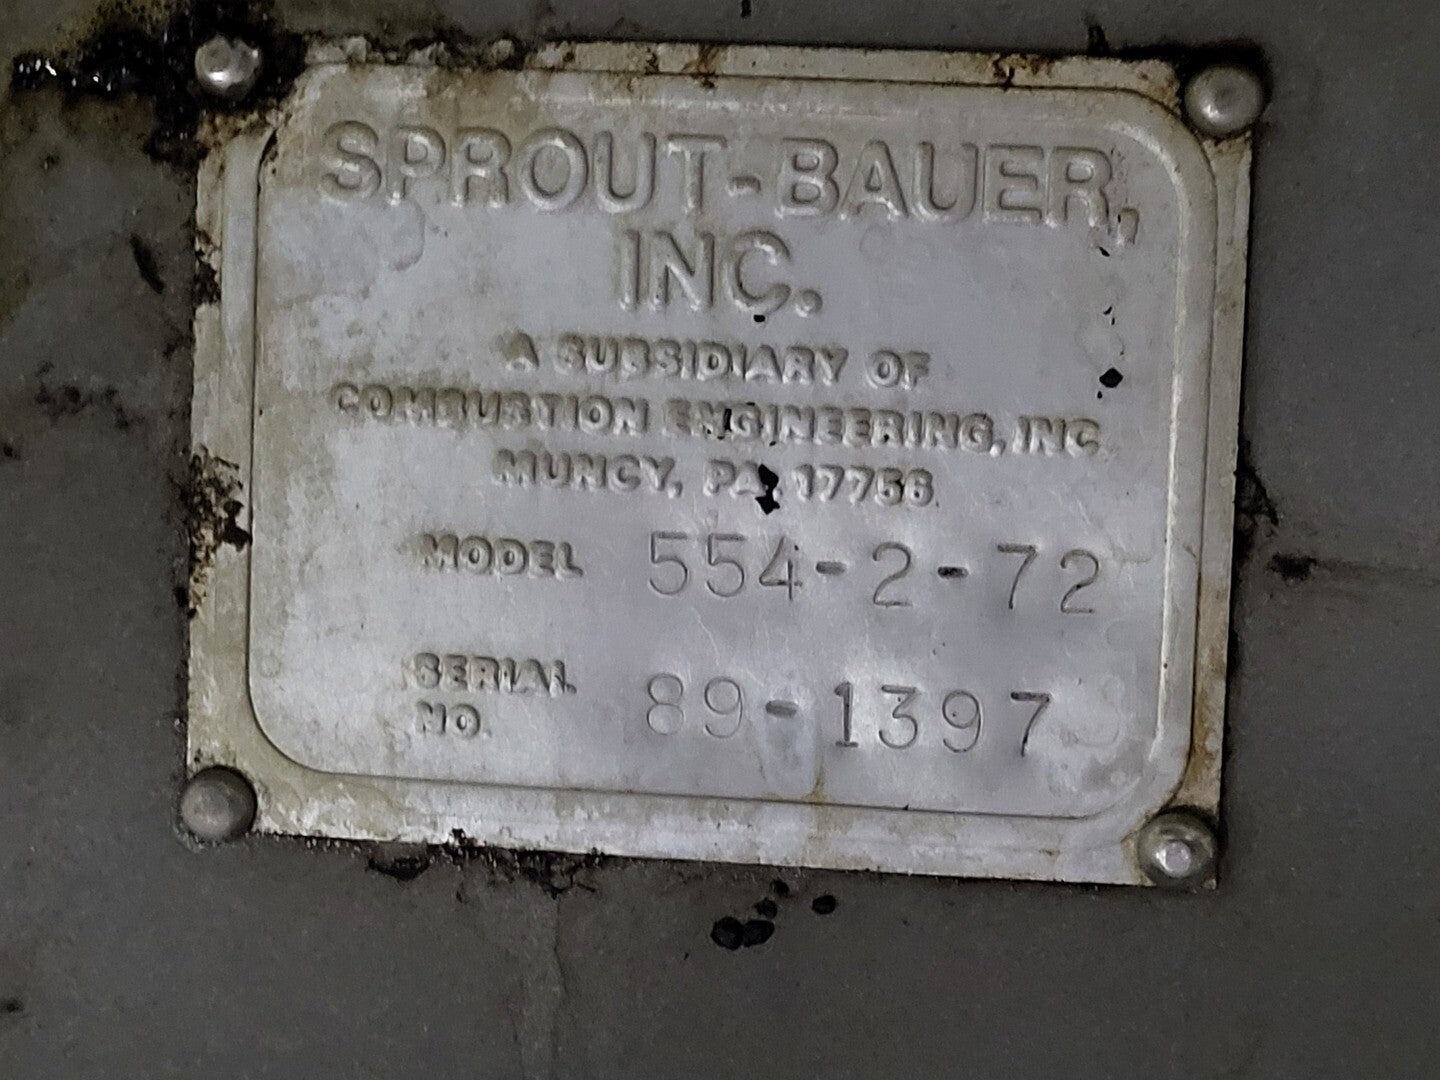 SPROUT-BAUER,
INC.
A SUBSIDIARY OF
COMBUSTION ENGINEERING, INC
MUNCY, PA. 17756
MODEL 554-2-72
SERIAL
NO. 89-1397